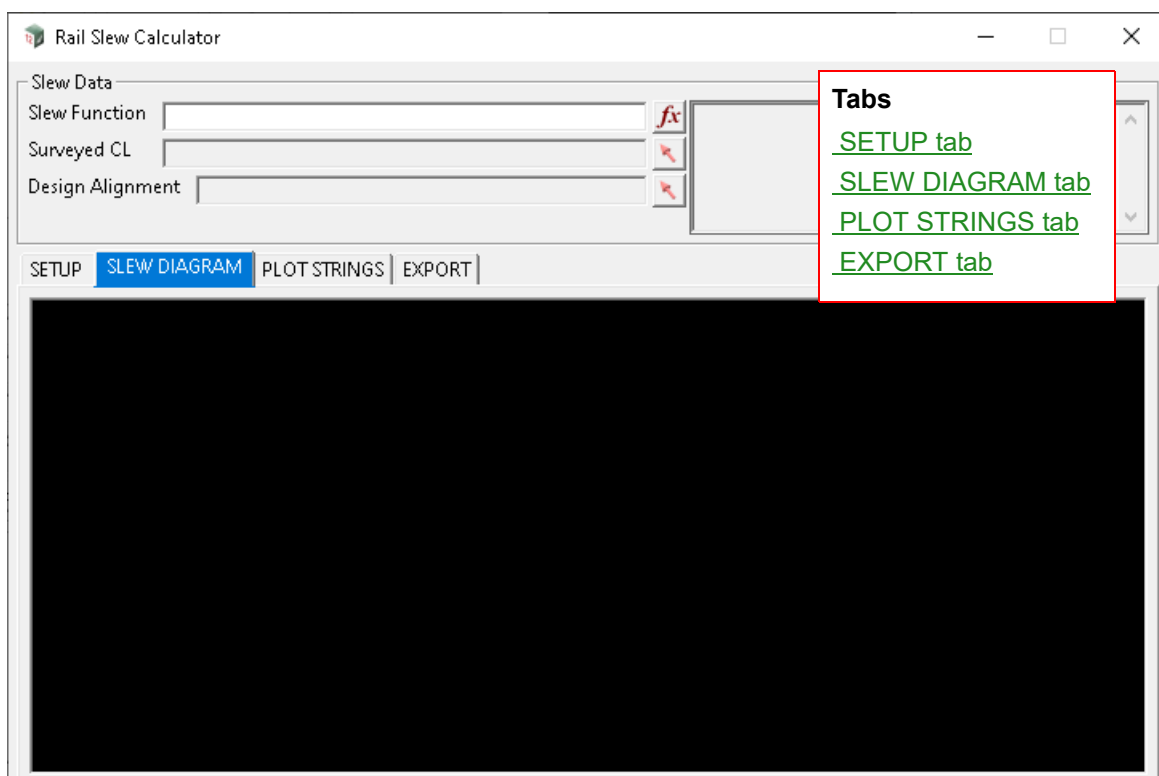 Rail Slew Calculator
Slew Data
Slew Function
fx
Surveyed CL
Design Alignment
Tabs
SETUP tab
SLEW DIAGRAM tab
PLOT STRINGS tab
EXPORT tab
SETUP SLEW DIAGRAM PLOT STRINGS EXPORT